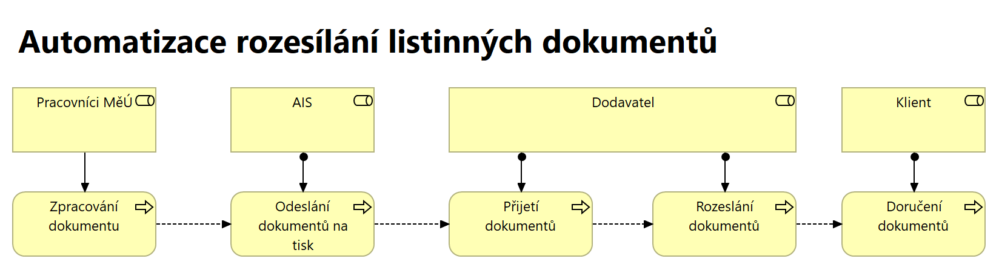 Automatizace rozesílání listinných dokumentů
Pracovníci MěÚ
AIS
Dodavatel
Klient
Zpracování
dokumentu
Odeslání
dokumentů na
tisk
Přijetí
dokumentů
Rozeslání
dokumentů
Doručení
dokumentů